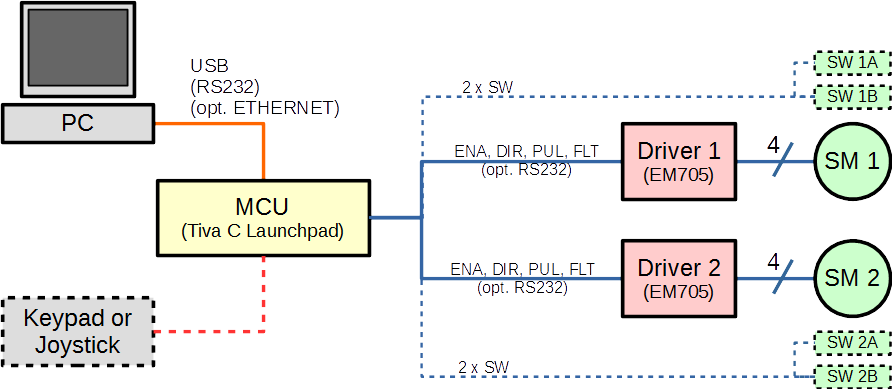 PC
USB
(RS232)
(opt. ETHERNET)
MCU
(Tiva C Launchpad)
Keypad or
Joystick
2 x SW
SW 1A
SW 1B
ENA, DIR, PUL, FLT
(opt. RS232)
Driver 1
(EM705)
4
SM 1
ENA, DIR, PUL, FLT
(opt. RS232)
Driver 2
(EM705)
4
SM 2
2 x SW
SW 2A
SW 2B